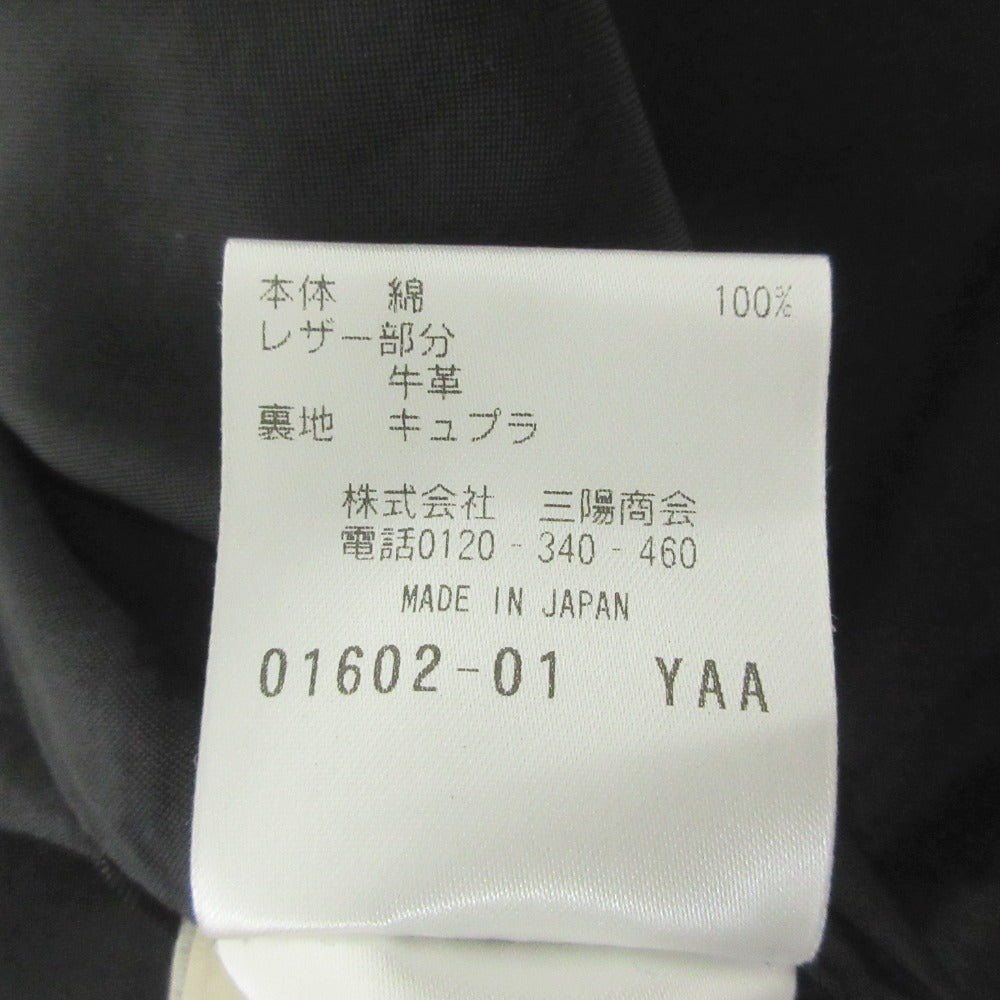 本体 綿 100%
レザー部分
牛革
裏地 キュプラ
株式会社 三陽商会
電話0120-340-460
MADE IN JAPAN
01602-01 YAA